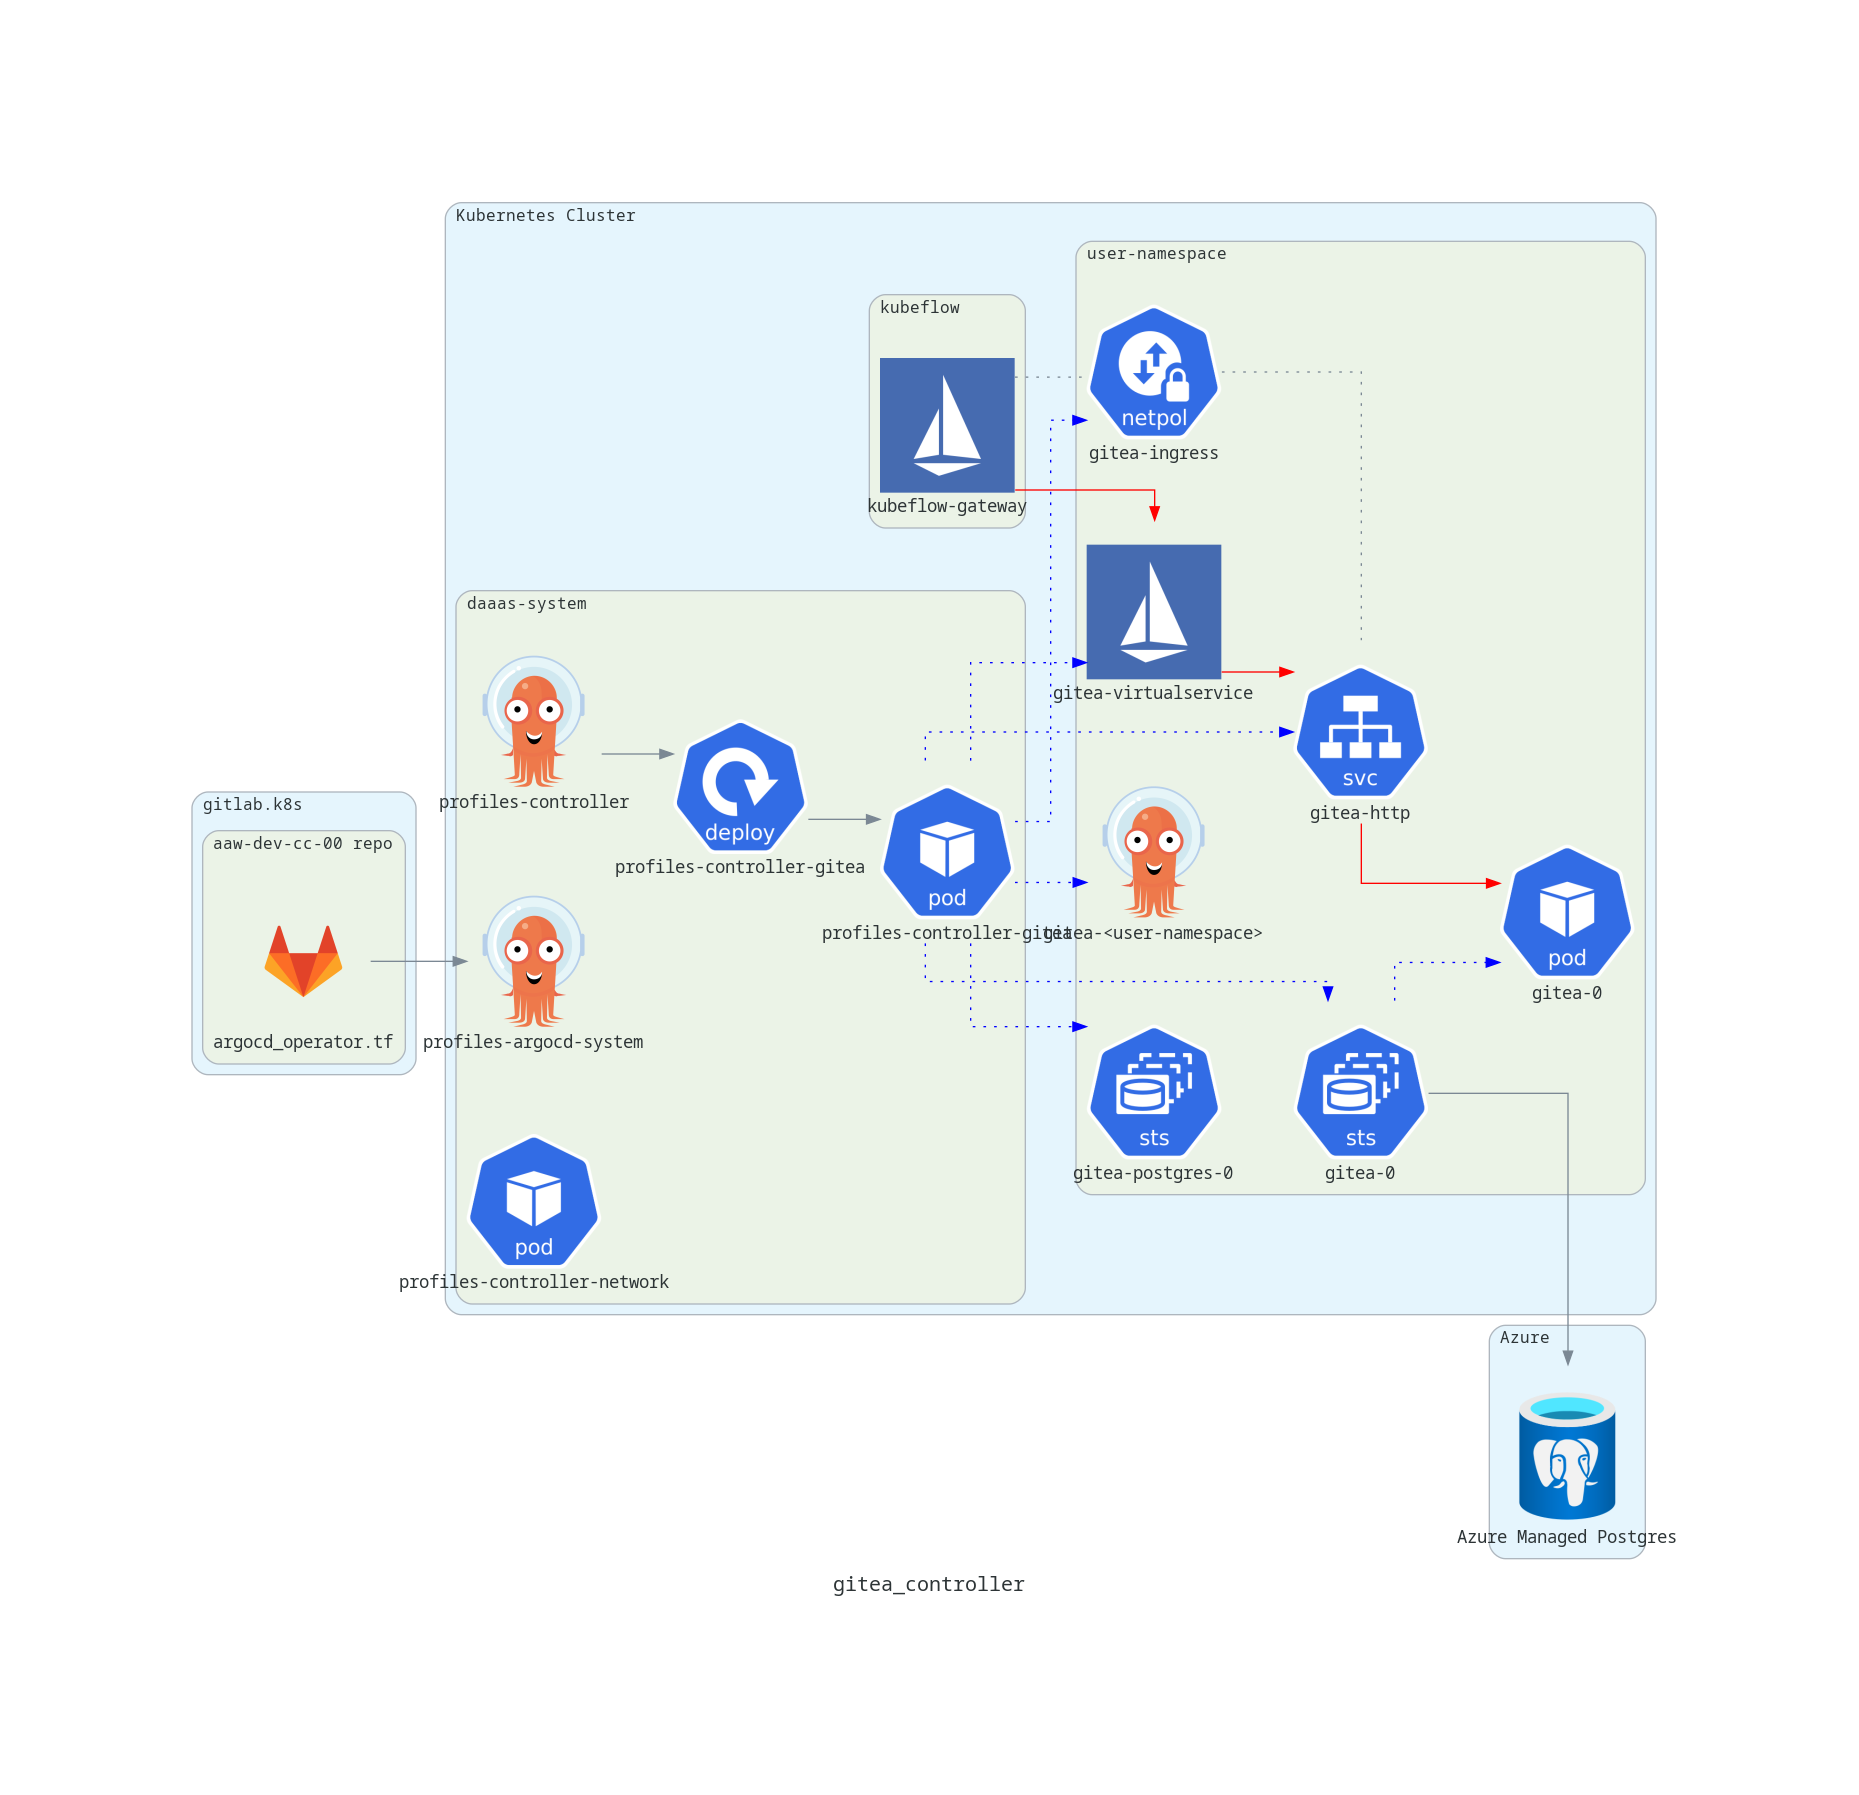 Kubernetes Cluster
user-namespace
kubeflow
netpol
gitea-ingress
kubeflow-gateway
daaas-system
gitea-virtualservice
svc
gitea-http
profiles-controller
deploy
profiles-controller-gitea
pod
profiles-controller-gitea
gitea-<user-namespace>
pod
gitea-0
gitlab.k8s
aaw-dev-cc-00 repo
argocd_operator.tf
profiles-argocd-system
sts
gitea-postgres-0
sts
gitea-0
pod
profiles-controller-network
Azure
Azure Managed Postgres
gitea_controller